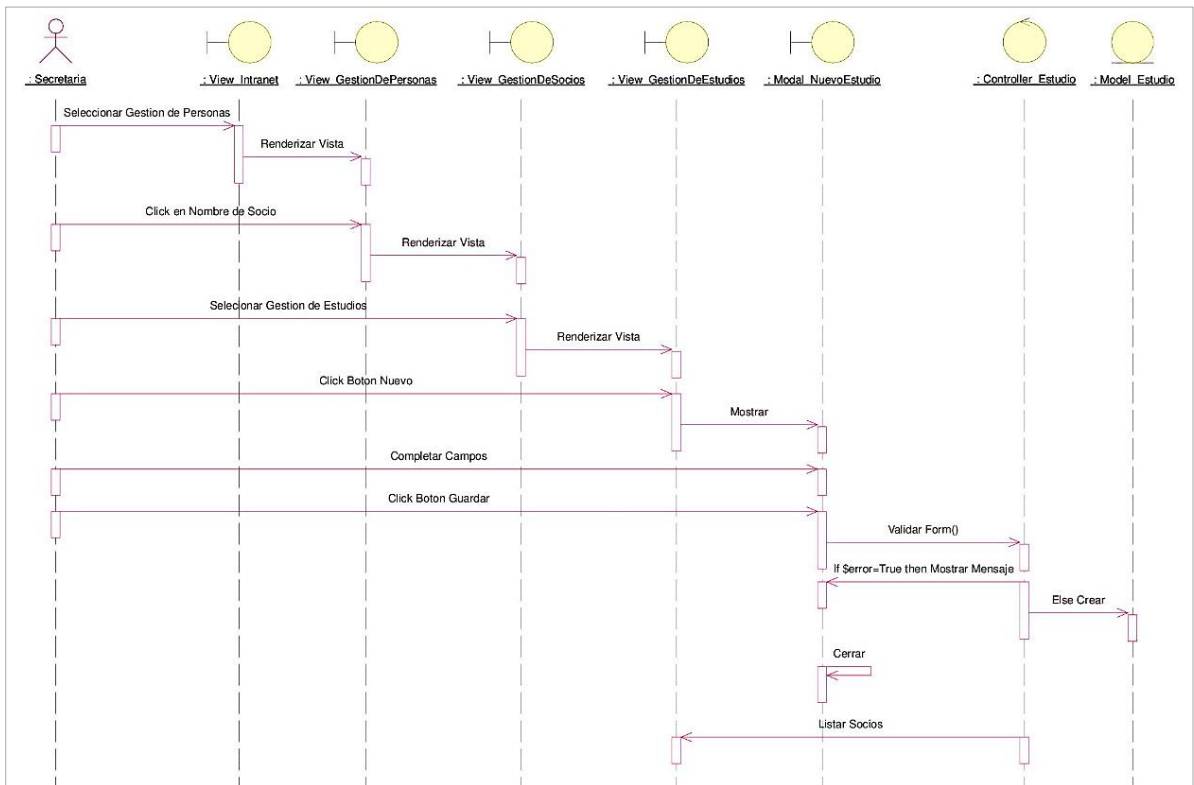 : Secretaria
: View_Intranet
: View_GestionDePersonas
: View_GestionDeSocios
: View_GestionDeEstudios
: Modal_NuevoEstudio
: Controller_Estudio
: Model_Estudio
Seleccionar Gestion de Personas
Renderizar Vista
Click en Nombre de Socio
Renderizar Vista
Selecionar Gestion de Estudios
Renderizar Vista
Click Boton Nuevo
Mostrar
Completar Campos
Click Boton Guardar
Validar Form()
If $error=True then Mostrar Mensaje
Else Crear
Cerrar
Listar Socios